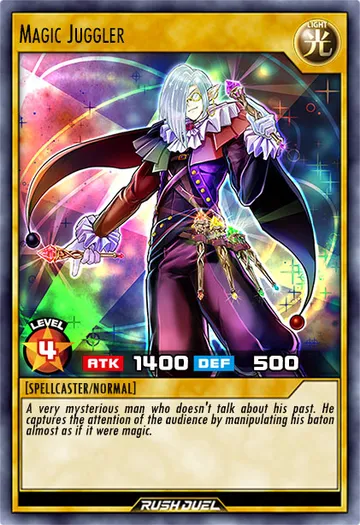 Magic Juggler
LIGHT
光
LEVEL
4
ATK 1400 DEF 500
[SPELLCASTER/NORMAL]
A very mysterious man who doesn't talk about his past. He
captures the attention of the audience by manipulating his baton
almost as if it were magic.
RUSH DUEL